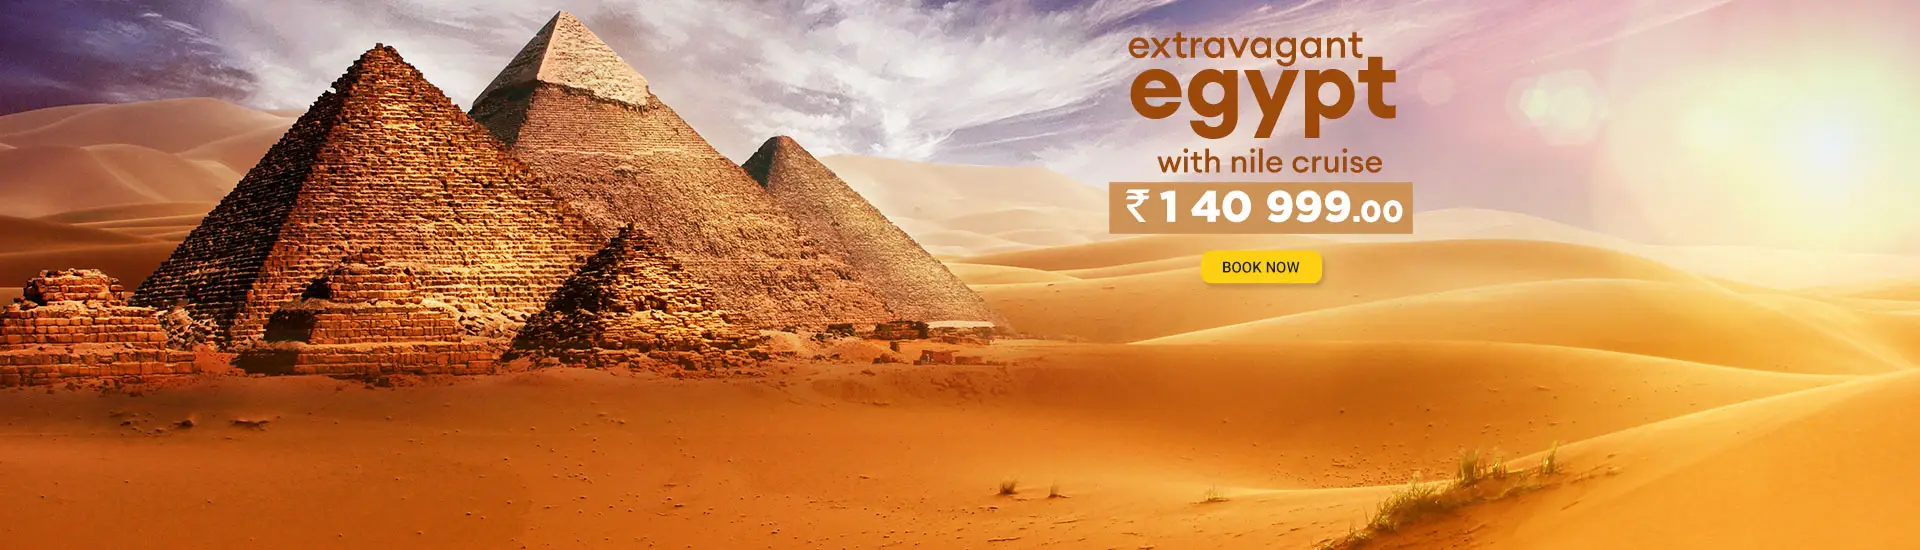 extravagant
egypt
with nile cruise
₹ 1 40 999.00
BOOK NOW